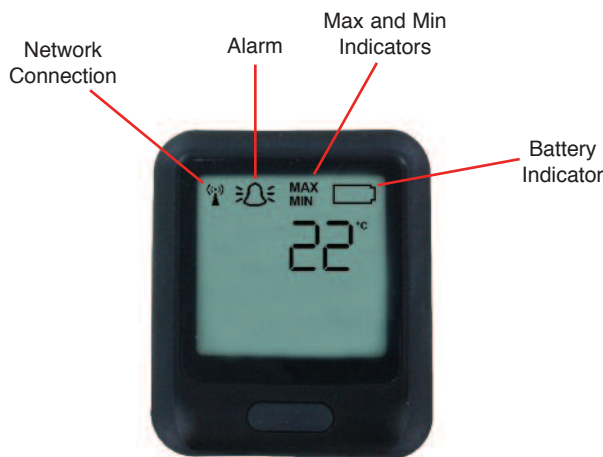 Network
Connection
Alarm
Max and Min
Indicators
Battery
Indicator
MAX
MIN
22 °C